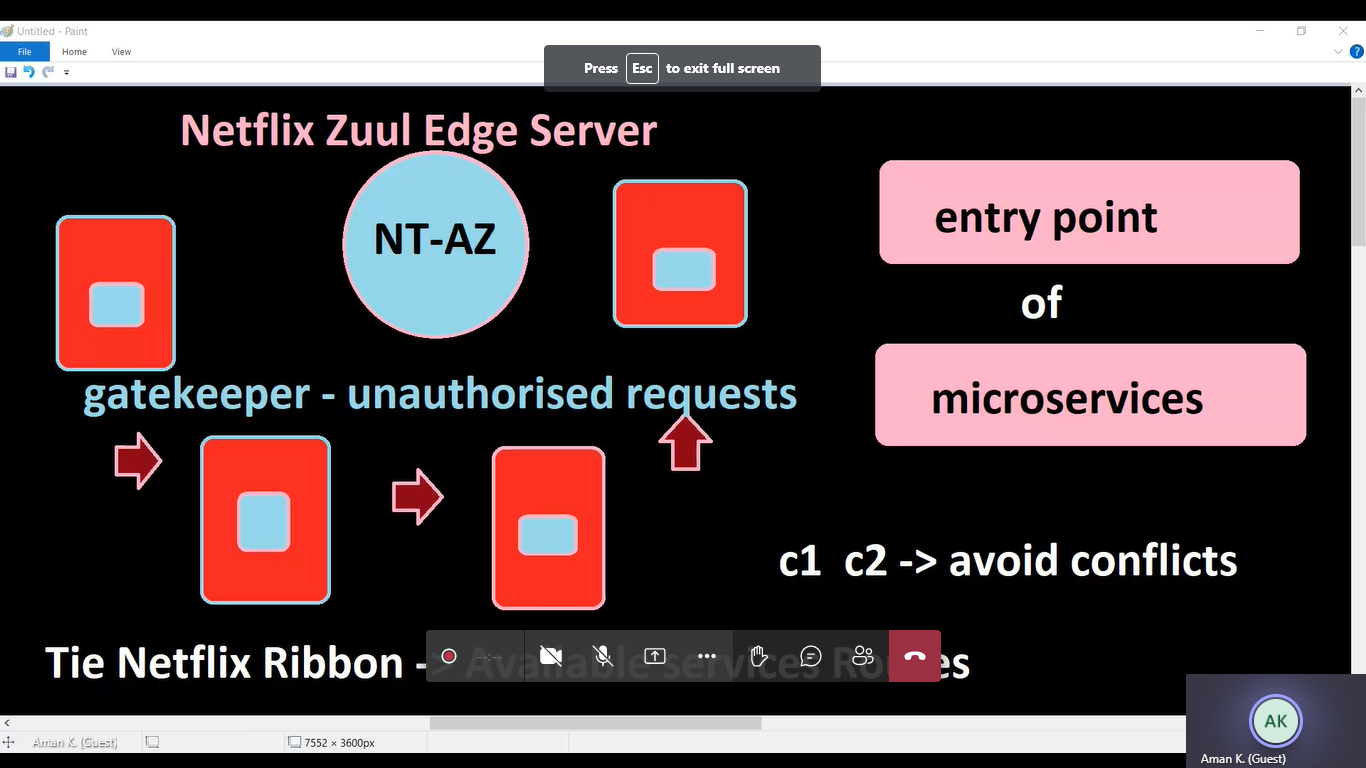 Untitled - Paint
File Home View
Press Esc to exit full screen
Netflix Zuul Edge Server
NT-AZ
entry point
of
microservices
gatekeeper - unauthorised requests
c1 c2 -> avoid conflicts
Tie Netflix Ribbon -> Available services Routes
--:--
AK
Aman K. (Guest)
Aman K. (Guest)
7552 × 3600px